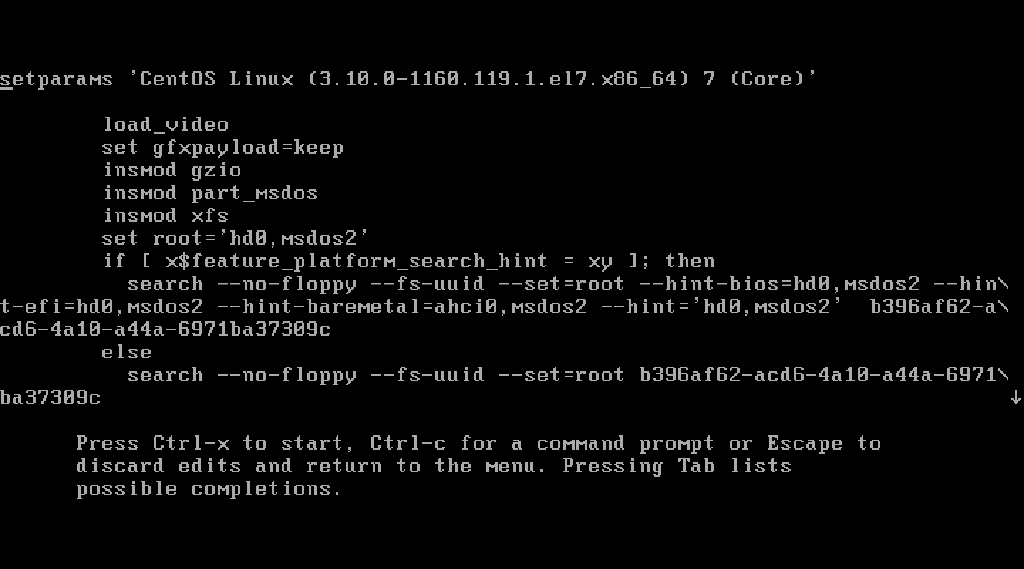 setparams 'CentOS Linux (3.10.0-1160.119.1.el7.x86_64) 7 (Core)'
load_video
set gfxpayload=keep
insmod gzio
insmod part_msdos
insmod xfs
set root='hd0,msdos2'
if [ x$feature_platform_search_hint = xy ]; then
search --no-floppy --fs-uuid --set=root --hint-bios=hd0,msdos2 --hin\
t-efi=hd0,msdos2 --hint-baremetal=ahci0,msdos2 --hint='hd0,msdos2'  b396af62-a\
cd6-4a10-a44a-6971ba37309c
else
search --no-floppy --fs-uuid --set=root b396af62-acd6-4a10-a44a-6971\
ba37309c ↓
Press Ctrl-x to start, Ctrl-c for a command prompt or Escape to
discard edits and return to the menu. Pressing Tab lists
possible completions.